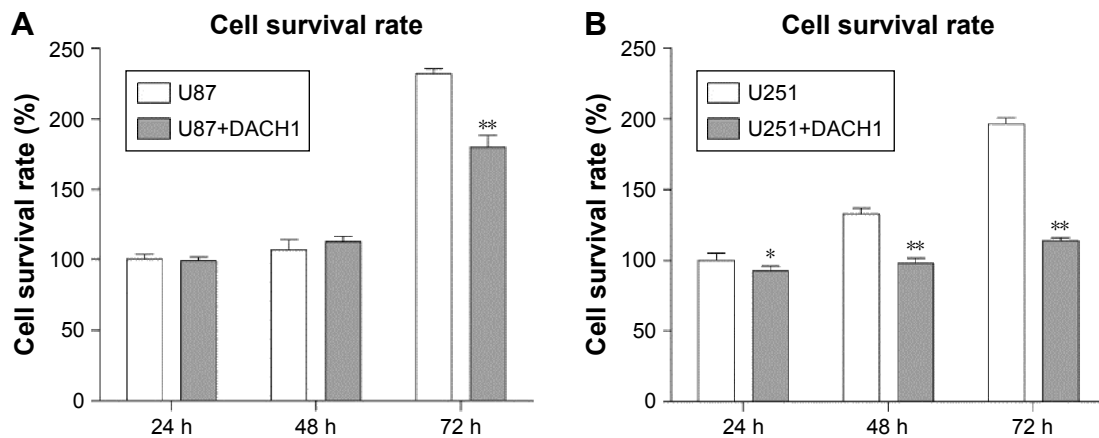 A
Cell survival rate
Cell survival rate (%)
250
200
150
100
50
0
U87
U87+DACH1
**
24 h
48 h
72 h
B
Cell survival rate
Cell survival rate (%)
250
200
150
100
50
0
U251
U251+DACH1
*
**
**
24 h
48 h
72 h